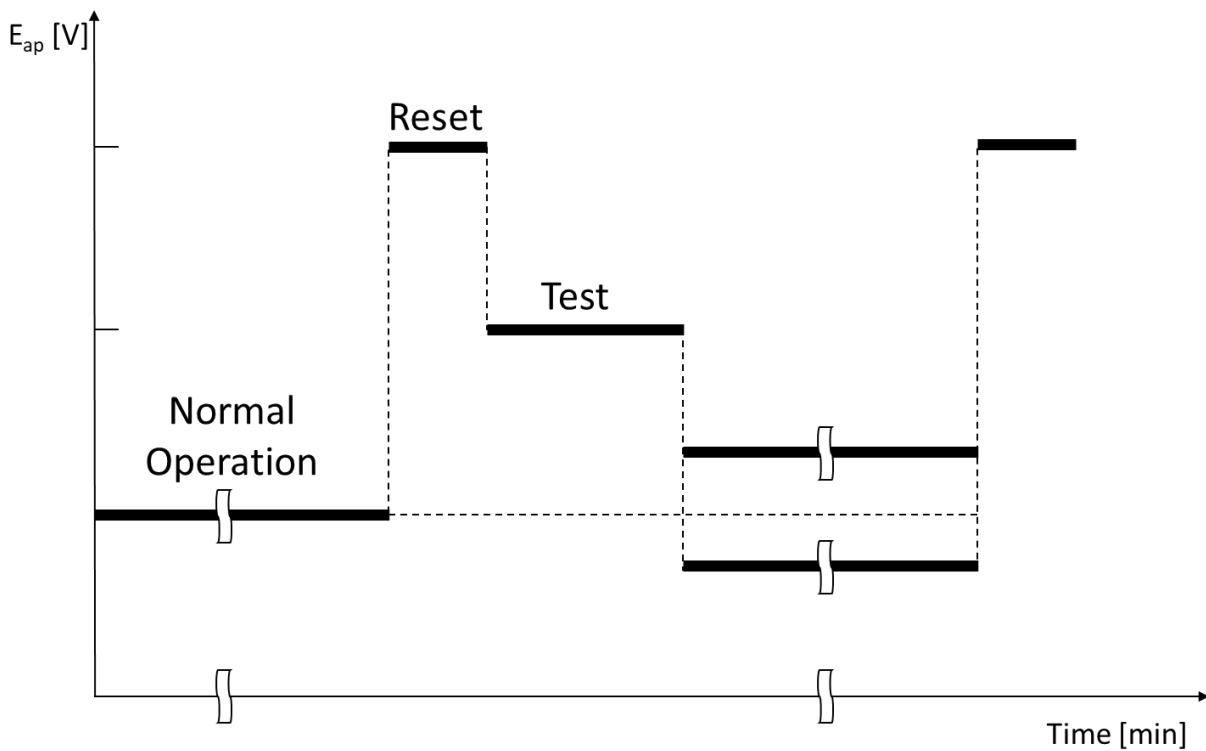 E_ap [V]
Reset
Test
Normal
Operation
Time [min]